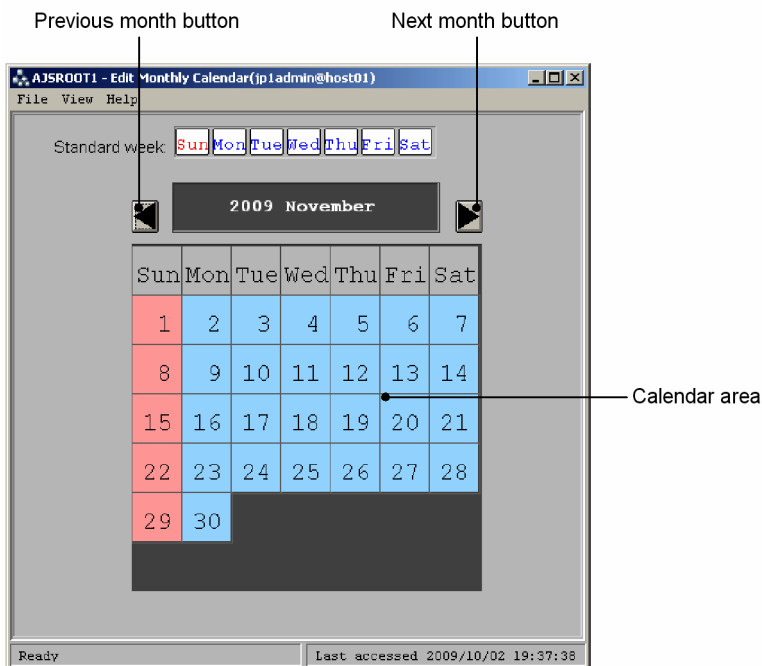 Previous month button Next month button
AJSROOT1 - Edit Monthly Calendar(jp1admin@host01)
File View Help
Standard week: Sun Mon Tue Wed Thu Fri Sat
2009 November
Sun Mon Tue Wed Thu Fri Sat
1 2 3 4 5 6 7
8 9 10 11 12 13 14
Calendar area
15 16 17 18 19 20 21
22 23 24 25 26 27 28
29 30
Ready Last accessed 2009/10/02 19:37:38